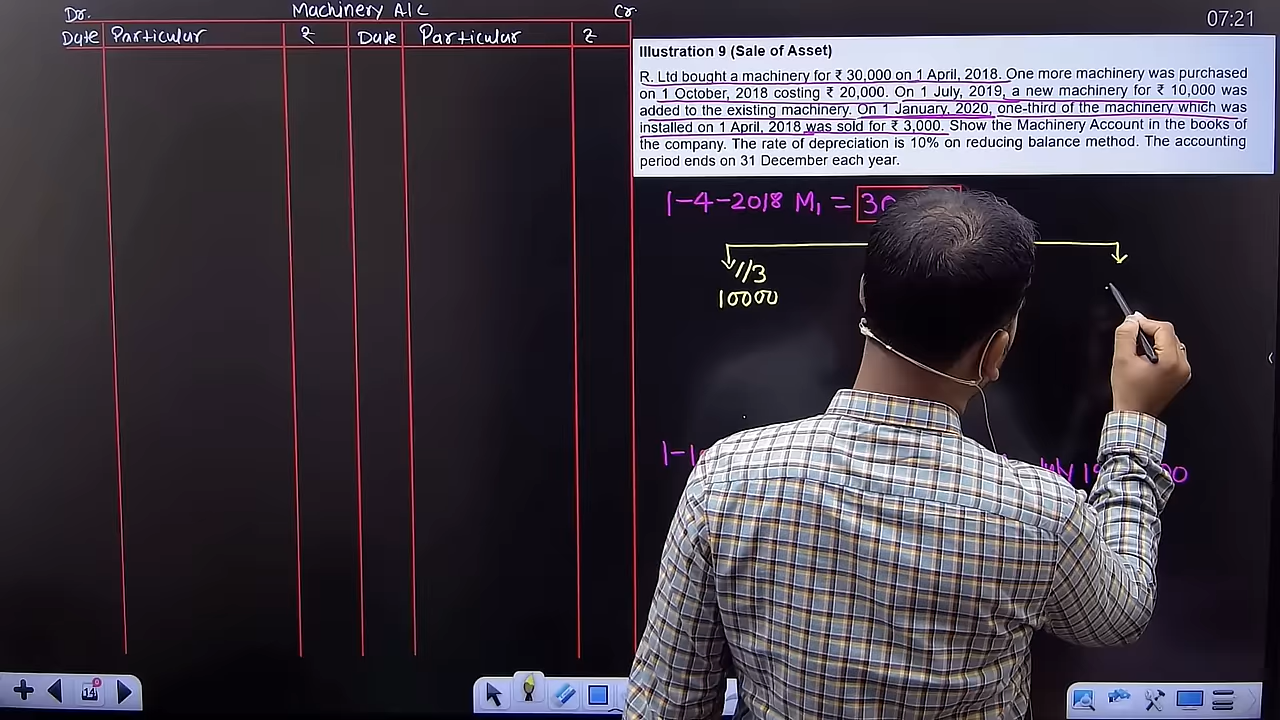 Dr. Machinery A/c Cr
Date Particular ₹ Date Particular ₹
07:21
Illustration 9 (Sale of Asset)
R. Ltd bought a machinery for ₹ 30,000 on 1 April, 2018. One more machinery was purchased
on 1 October, 2018 costing ₹ 20,000. On 1 July, 2019, a new machinery for ₹ 10,000 was
added to the existing machinery. On 1 January, 2020, one-third of the machinery which was
installed on 1 April, 2018 was sold for ₹ 3,000. Show the Machinery Account in the books of
the company. The rate of depreciation is 10% on reducing balance method. The accounting
period ends on 31 December each year.
1-4-2018 M₁ =
1/3
10000
July
14